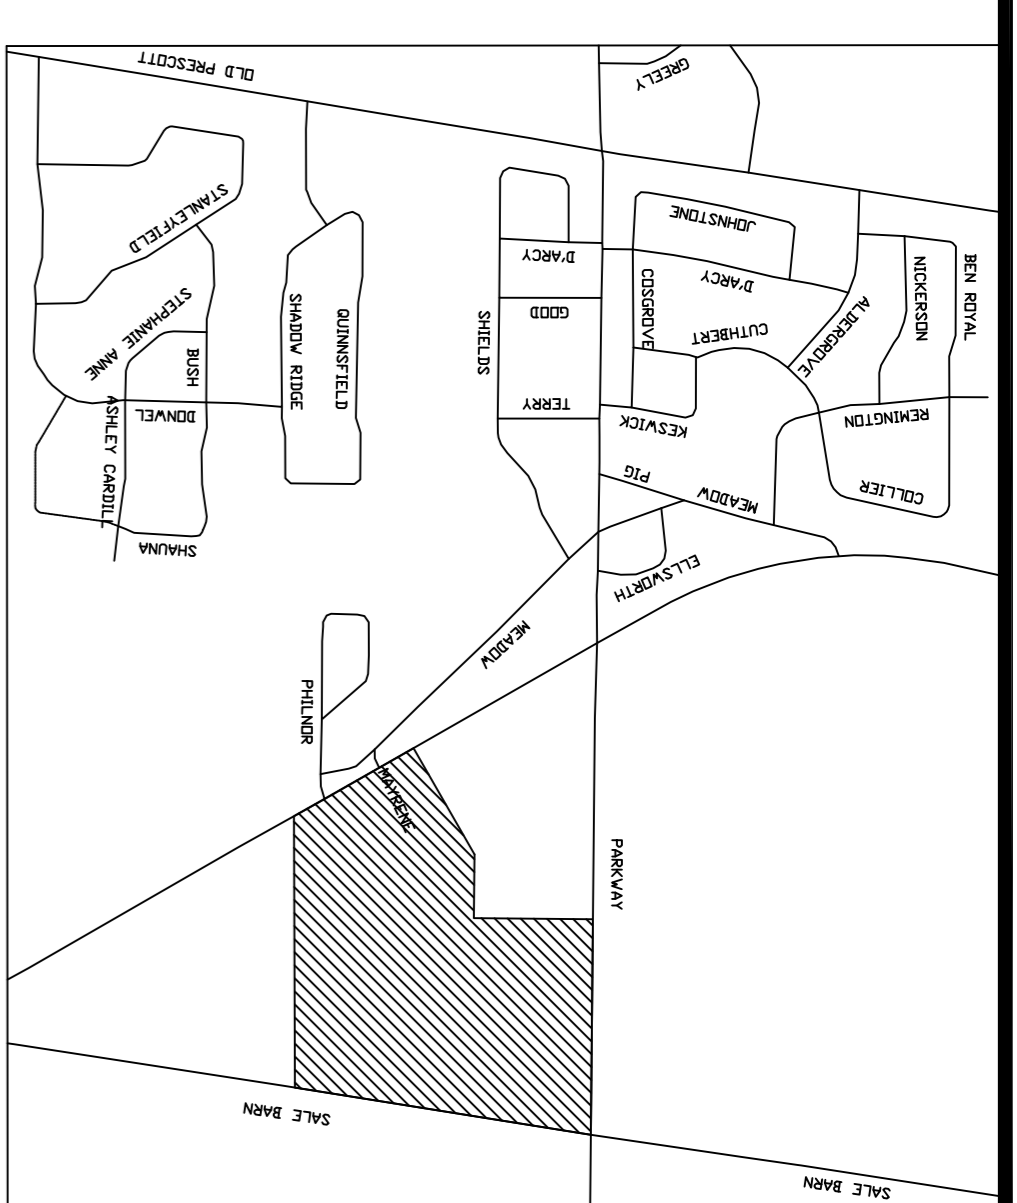 OLD PRESCOTT
GREELY
STANLEYFIELD
JOHNSTONE
D'ARCY
D'ARCY
COSGROVE
NICKERSON
BEN ROYAL
STEPHANIE ANNE
SHADOW RIDGE
QUINNSFIELD
SHIELDS
GOOD
CUTHBERT
ALDERGROVE
BUSH
DONWEL
TERRY
KESWICK
REMINGTON
ASHLEY CARDILL
PIG
MEADOW
COLLIER
SHAUNA
ELLSWORTH
MEADOW
PHILNOR
MAYRENE
PARKWAY
SALE BARN
SALE BARN